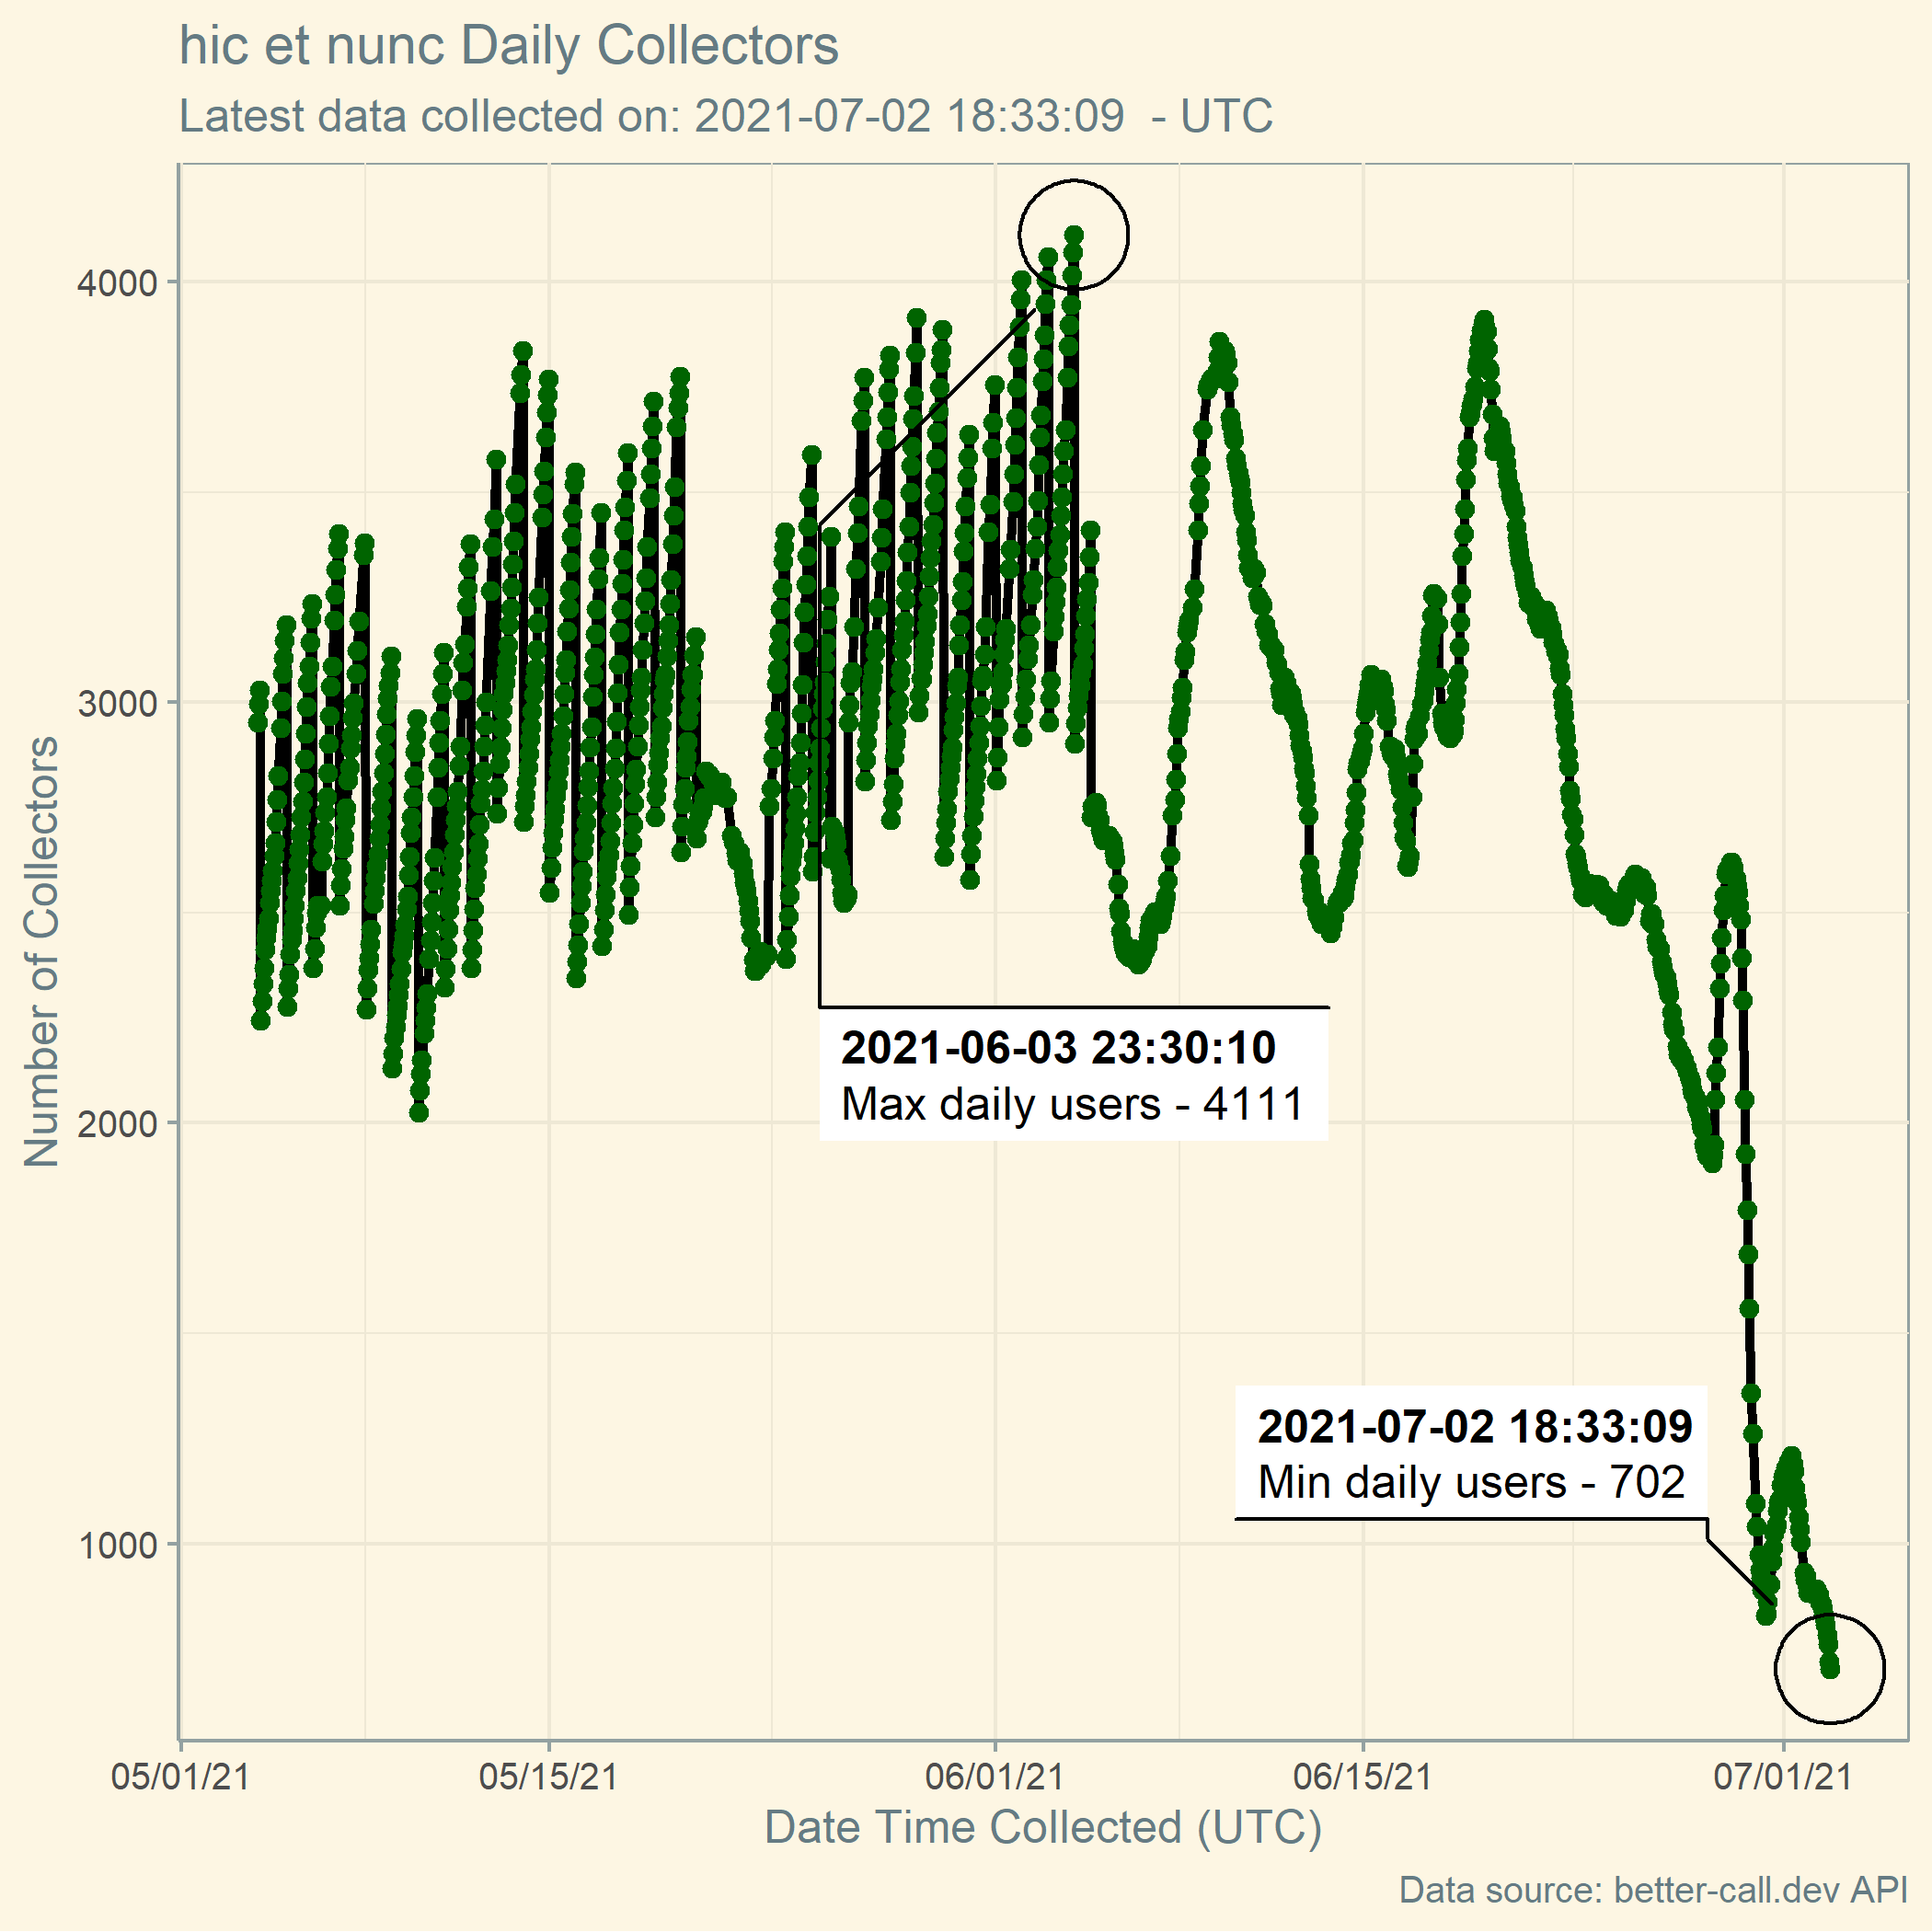 hic et nunc Daily Collectors
Latest data collected on: 2021-07-02 18:33:09  - UTC
Number of Collectors
4000
3000
2000
1000
2021-06-03 23:30:10
Max daily users - 4111
2021-07-02 18:33:09
Min daily users - 702
05/01/21
05/15/21
06/01/21
06/15/21
07/01/21
Date Time Collected (UTC)
Data source: better-call.dev API